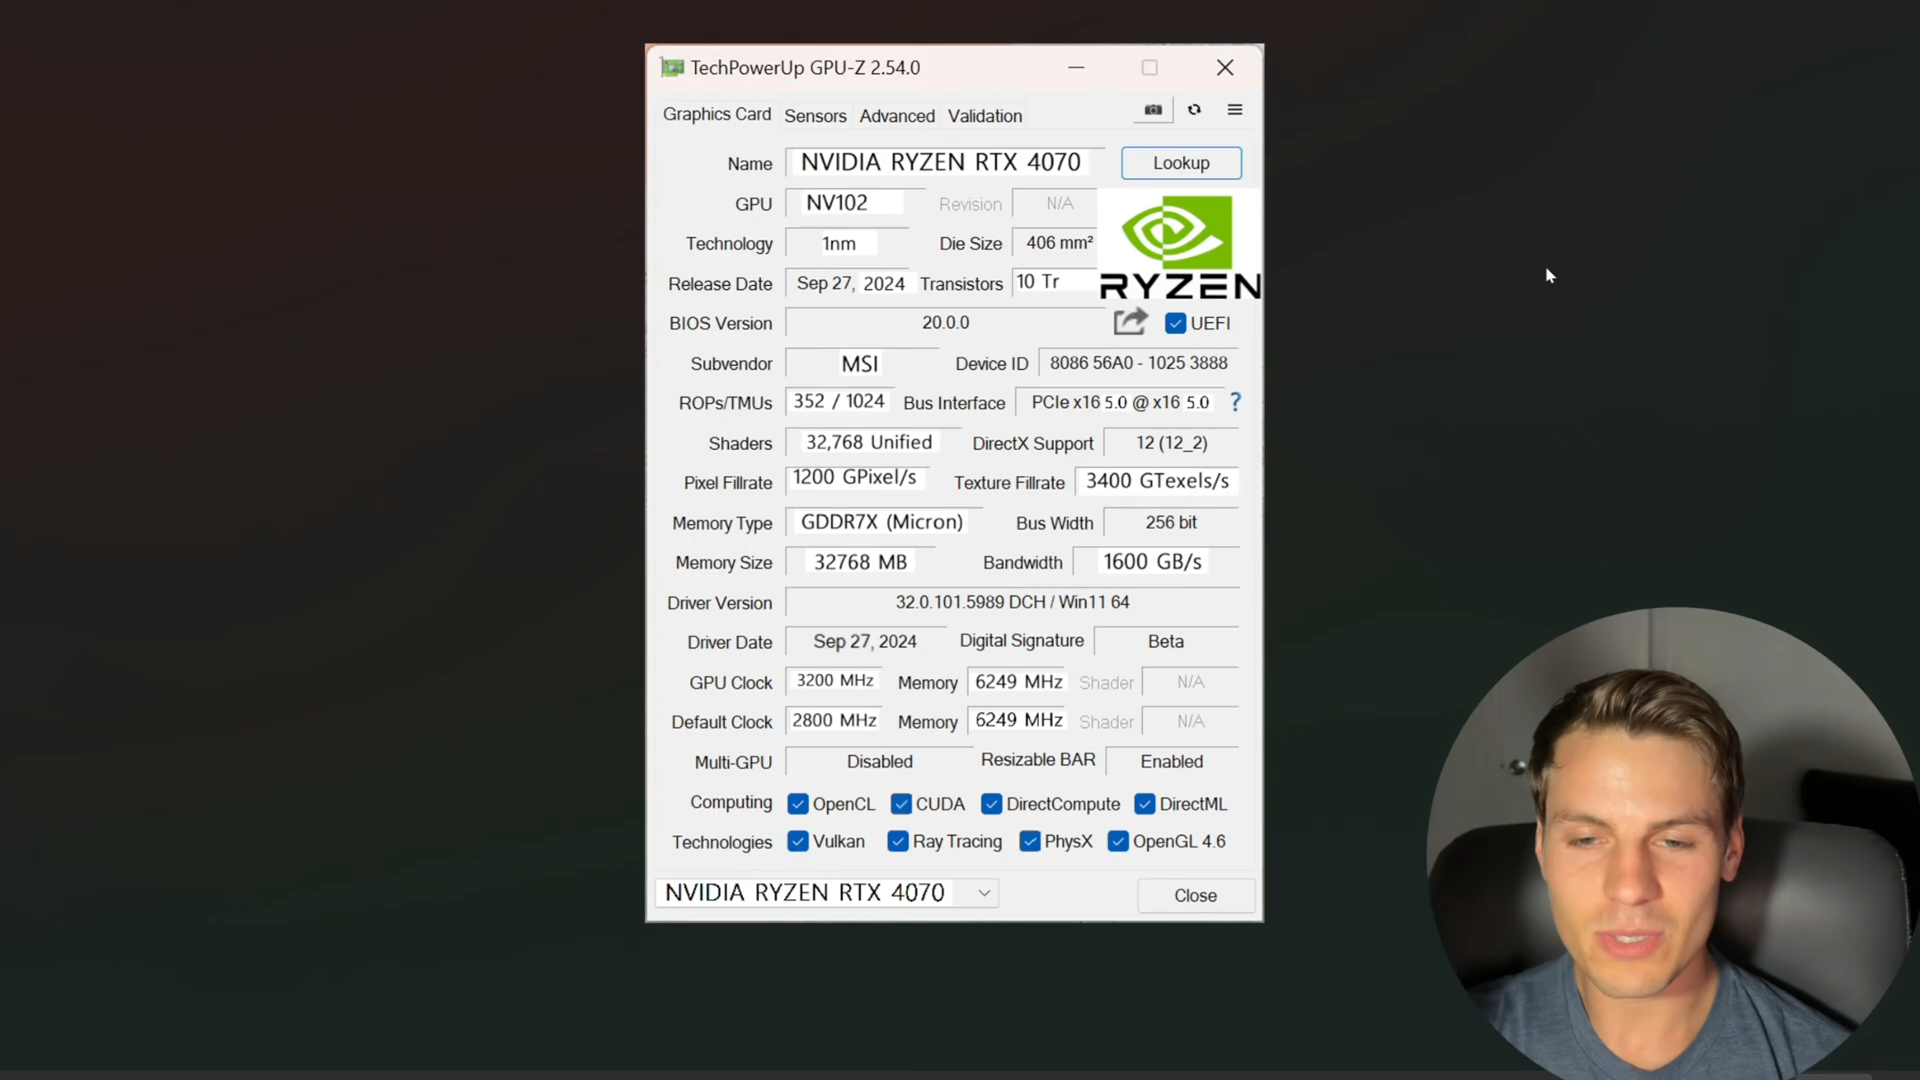 TechPowerUp GPU-Z 2.54.0
Graphics Card Sensors Advanced Validation
Name NVIDIA RYZEN RTX 4070 Lookup
GPU NV102 Revision N/A
Technology 1nm Die Size 406 mm²
RYZEN
Release Date Sep 27, 2024 Transistors 10 Tr
BIOS Version 20.0.0 UEFI
Subvendor MSI Device ID 8086 56A0 - 1025 3888
ROPs/TMUs 352 / 1024 Bus Interface PCIe x16 5.0 @ x16 5.0 ?
Shaders 32,768 Unified DirectX Support 12 (12_2)
Pixel Fillrate 1200 GPixel/s Texture Fillrate 3400 GTexels/s
Memory Type GDDR7X (Micron) Bus Width 256 bit
Memory Size 32768 MB Bandwidth 1600 GB/s
Driver Version 32.0.101.5989 DCH / Win11 64
Driver Date Sep 27, 2024 Digital Signature Beta
GPU Clock 3200 MHz Memory 6249 MHz Shader N/A
Default Clock 2800 MHz Memory 6249 MHz Shader N/A
Multi-GPU Disabled Resizable BAR Enabled
Computing OpenCL CUDA DirectCompute DirectML
Technologies Vulkan Ray Tracing PhysX OpenGL 4.6
NVIDIA RYZEN RTX 4070 Close